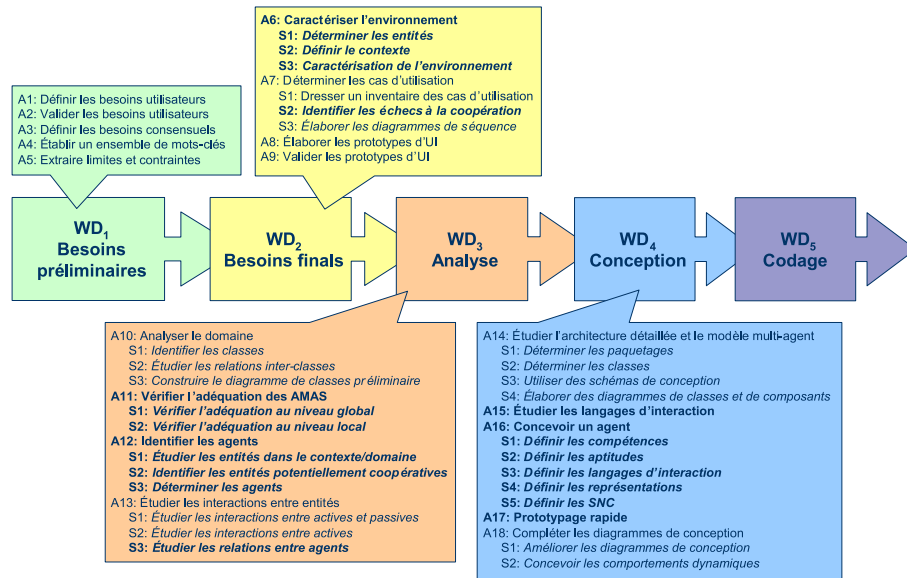 A6: Caractériser l'environnement
S1: Déterminer les entités
S2: Définir le contexte
S3: Caractérisation de l'environnement
A7: Déterminer les cas d'utilisation
S1: Dresser un inventaire des cas d'utilisation
S2: Identifier les échecs à la coopération
S3: Élaborer les diagrammes de séquence
A8: Élaborer les prototypes d'UI
A9: Valider les prototypes d'UI
A1: Définir les besoins utilisateurs
A2: Valider les besoins utilisateurs
A3: Définir les besoins consensuels
A4: Établir un ensemble de mots-clés
A5: Extraire limites et contraintes
WD1
Besoins
préliminaires
WD2
Besoins finals
WD3
Analyse
WD4
Conception
WD5
Codage
A10: Analyser le domaine
S1: Identifier les classes
S2: Étudier les relations inter-classes
S3: Construire le diagramme de classes préliminaire
A11: Vérifier l'adéquation des AMAS
S1: Vérifier l'adéquation au niveau global
S2: Vérifier l'adéquation au niveau local
A12: Identifier les agents
S1: Étudier les entités dans le contexte/domaine
S2: Identifier les entités potentiellement coopératives
S3: Déterminer les agents
A13: Étudier les interactions entre entités
S1: Étudier les interactions entre actives et passives
S2: Étudier les interactions entre actives
S3: Étudier les relations entre agents
A14: Étudier l'architecture détaillée et le modèle multi-agent
S1: Déterminer les paquetages
S2: Déterminer les classes
S3: Utiliser des schémas de conception
S4: Élaborer des diagrammes de classes et de composants
A15: Étudier les langages d'interaction
A16: Concevoir un agent
S1: Définir les compétences
S2: Définir les aptitudes
S3: Définir les langages d'interaction
S4: Définir les représentations
S5: Définir les SNC
A17: Prototypage rapide
A18: Compléter les diagrammes de conception
S1: Améliorer les diagrammes de conception
S2: Concevoir les comportements dynamiques